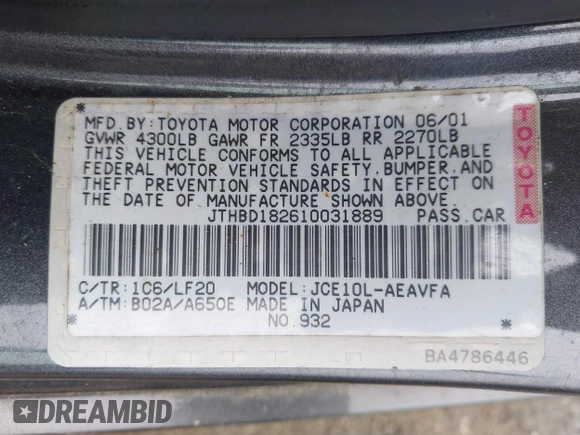 MFD. BY: TOYOTA MOTOR CORPORATION 06/01
GVWR 4300LB GAWR FR 2335LB RR 2270LB
THIS VEHICLE CONFORMS TO ALL APPLICABLE
FEDERAL MOTOR VEHICLE SAFETY, BUMPER, AND
THEFT PREVENTION STANDARDS IN EFFECT ON
THE DATE OF MANUFACTURE SHOWN ABOVE.
JTHBD182610031889 PASS. CAR
TOYOTA
C/TR: 1C6/LF20 MODEL: JCE10L-AEAVFA
A/TM: B02A/A650E MADE IN JAPAN
NO. 932
BA4786446
DREAMBID